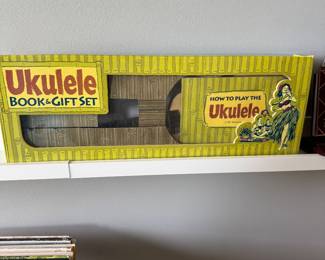 Ukulele
BOOK & GIFT SET
HOW TO PLAY THE
Ukulele